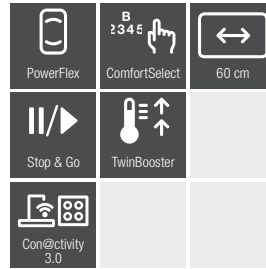 B
2345
PowerFlex
ComfortSelect
60 cm
Stop & Go
TwinBooster
Con@ctivity
3.0